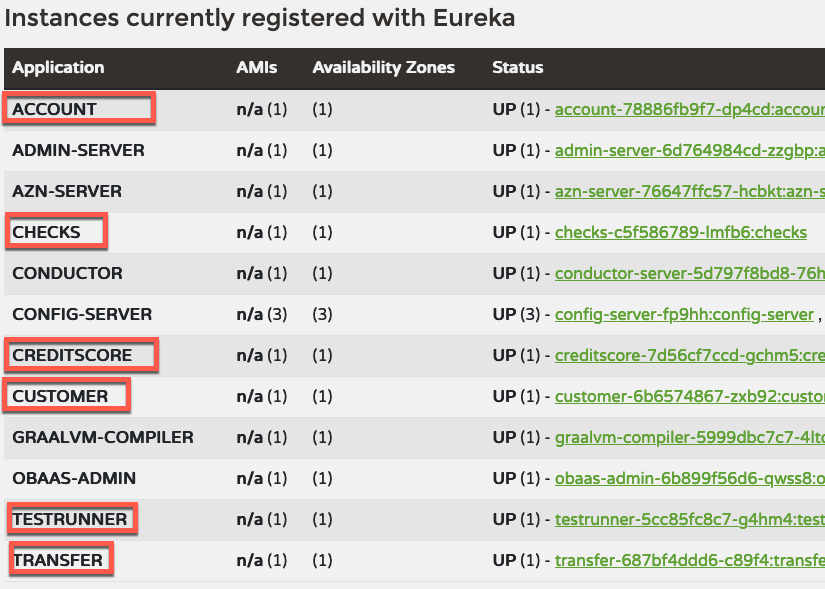 Instances currently registered with Eureka
Application AMIs Availability Zones Status
ACCOUNT n/a (1) (1) UP (1) - account-78886fb9f7-dp4cd:accour
ADMIN-SERVER n/a (1) (1) UP (1) - admin-server-6d764984cd-zzgbp:a
AZN-SERVER n/a (1) (1) UP (1) - azn-server-76647ffc57-hcbkt:azn-s
CHECKS n/a (1) (1) UP (1) - checks-c5f586789-lmfb6:checks
CONDUCTOR n/a (1) (1) UP (1) - conductor-server-5d797f8bd8-76h
CONFIG-SERVER n/a (3) (3) UP (3) - config-server-fp9hh:config-server ,
CREDITSCORE n/a (1) (1) UP (1) - creditscore-7d56cf7ccd-gchm5:cre
CUSTOMER n/a (1) (1) UP (1) - customer-6b6574867-zxb92:custo
GRAALVM-COMPILER n/a (1) (1) UP (1) - graalvm-compiler-5999dbc7c7-4ltc
OBAAS-ADMIN n/a (1) (1) UP (1) - obaas-admin-6b899f56d6-qwss8:o
TESTRUNNER n/a (1) (1) UP (1) - testrunner-5cc85fc8c7-g4hm4:test
TRANSFER n/a (1) (1) UP (1) - transfer-687bf4ddd6-c89f4:transfe